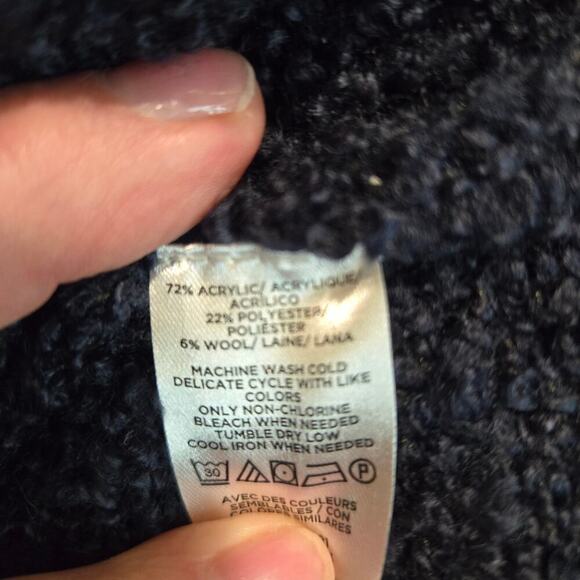 72% ACRYLIC/ ACRYLIQUE/
ACRÍLICO
22% POLYESTER/
POLIÉSTER
6% WOOL/ LAINE/ LANA
MACHINE WASH COLD
DELICATE CYCLE WITH LIKE
COLORS
ONLY NON-CHLORINE
BLEACH WHEN NEEDED
TUMBLE DRY LOW
COOL IRON WHEN NEEDED
30 P
AVEC DES COULEURS
SEMBLABLES / CON
COLORES SIMILARES